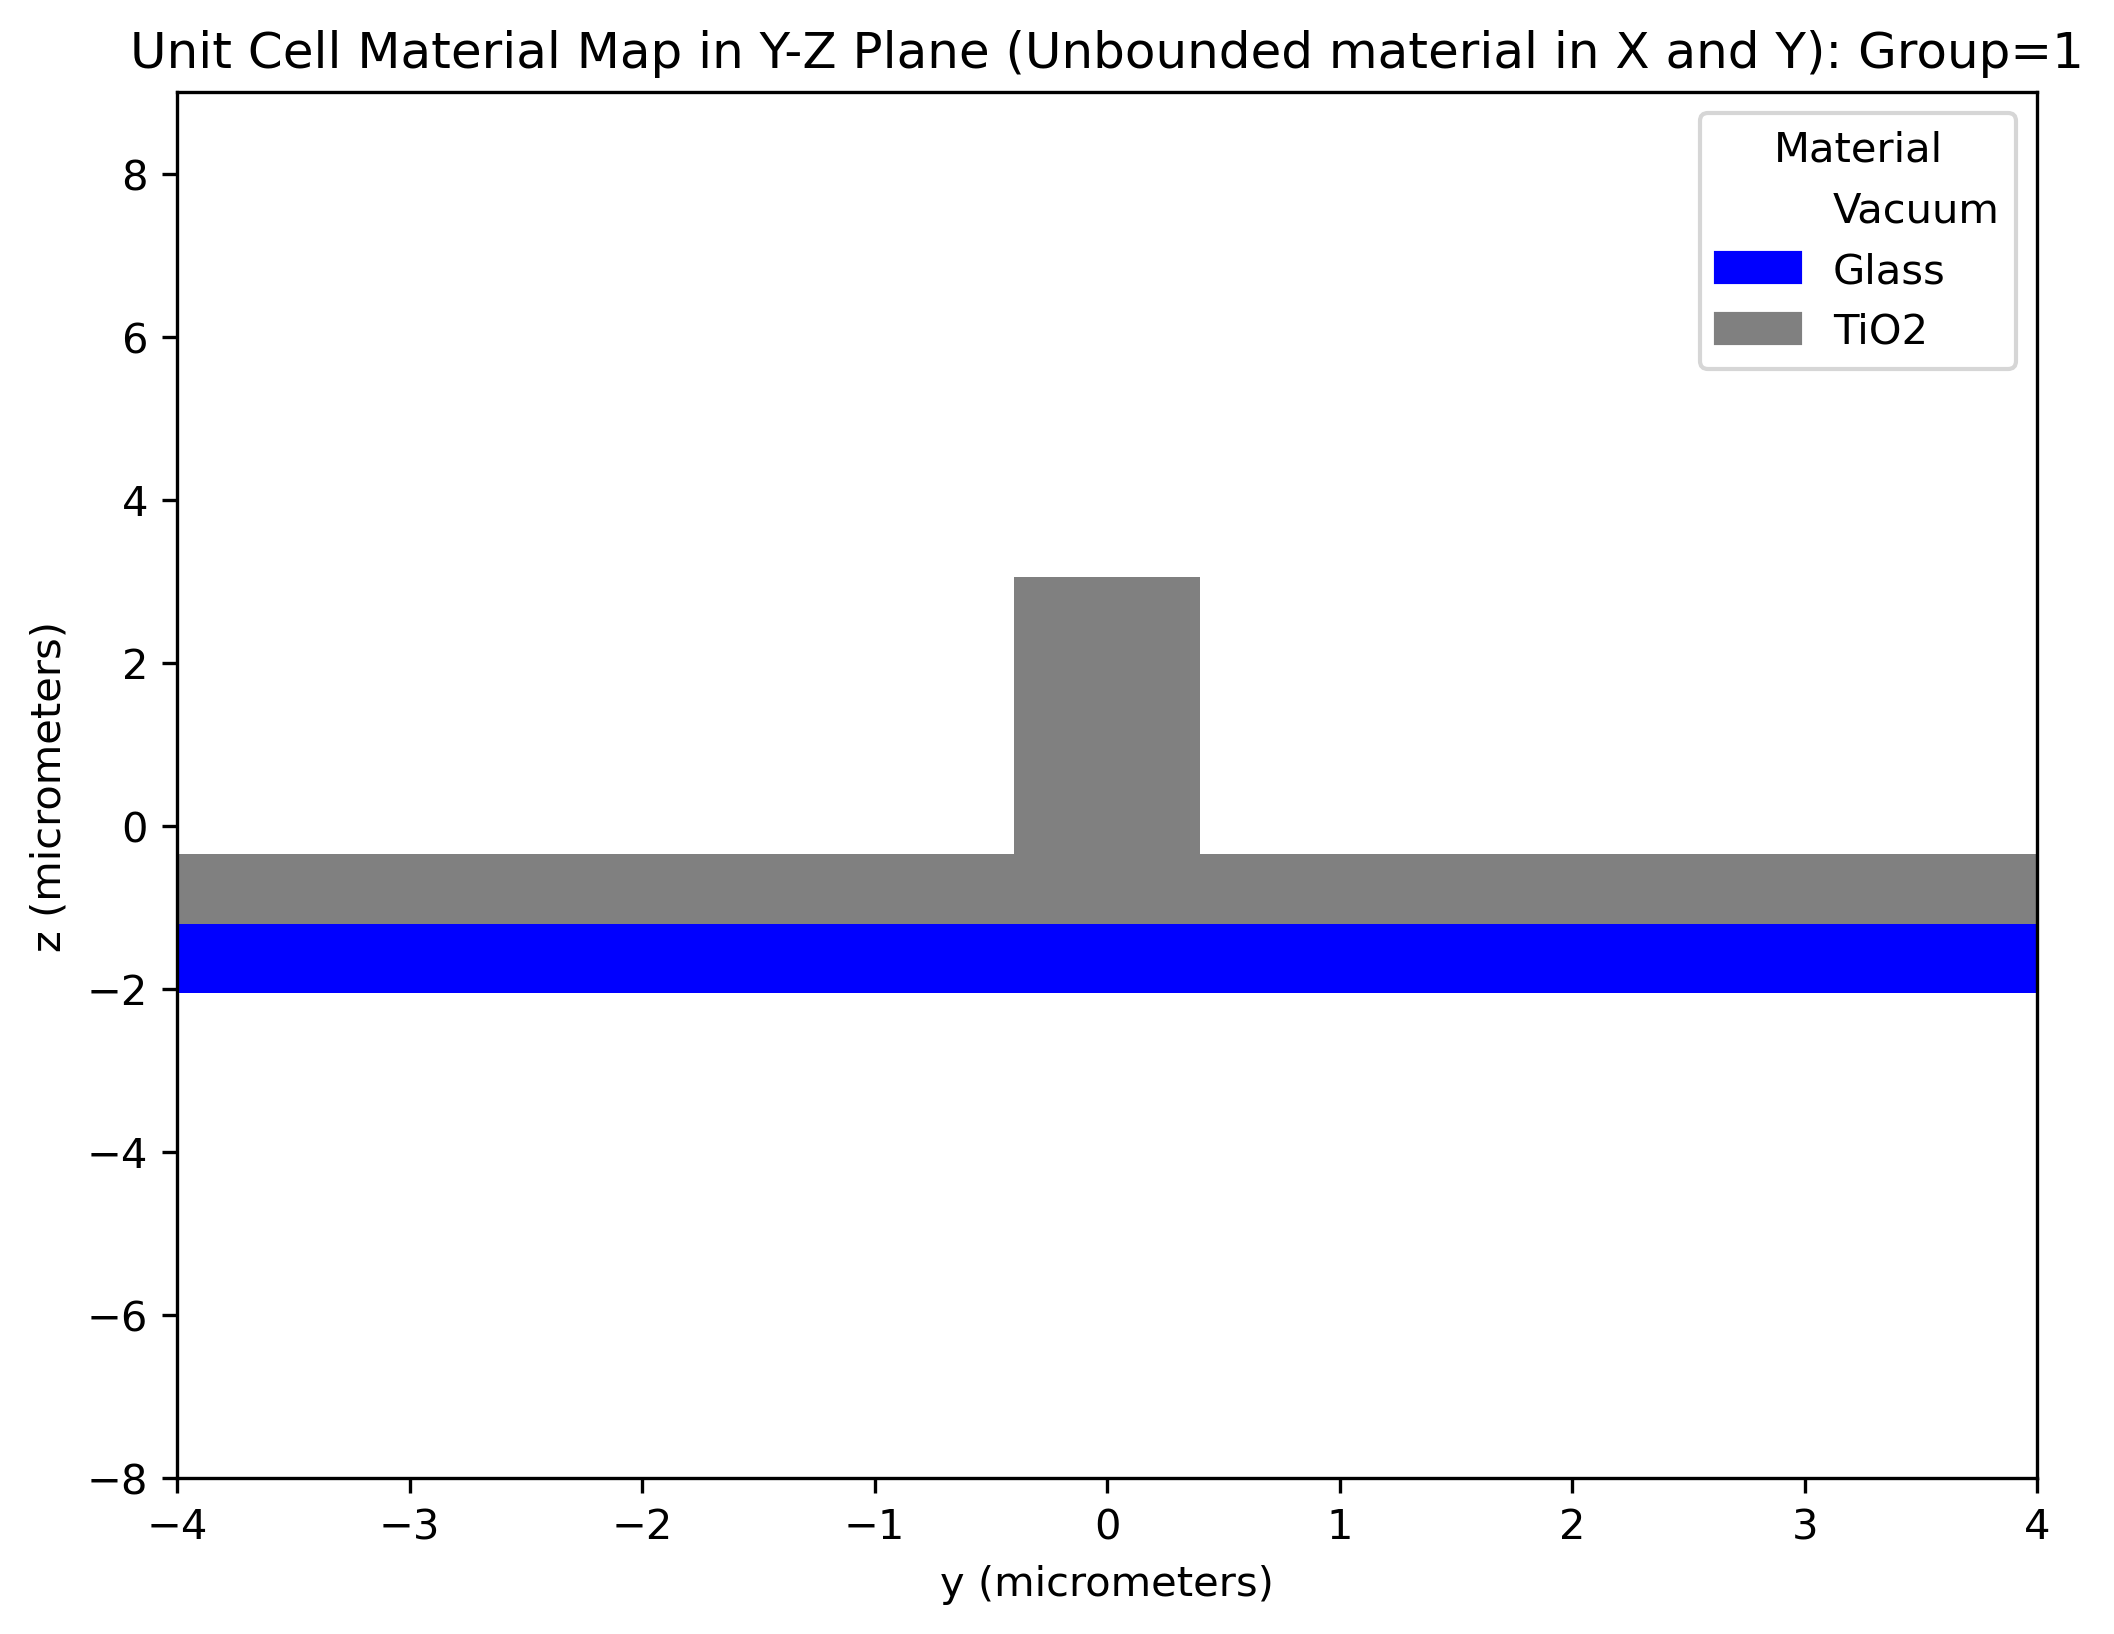 Unit Cell Material Map in Y-Z Plane (Unbounded material in X and Y): Group=1
Material
Vacuum
Glass
TiO2
8
6
4
2
0
−2
−4
−6
−8
z (micrometers)
−4 −3 −2 −1 0 1 2 3 4
y (micrometers)